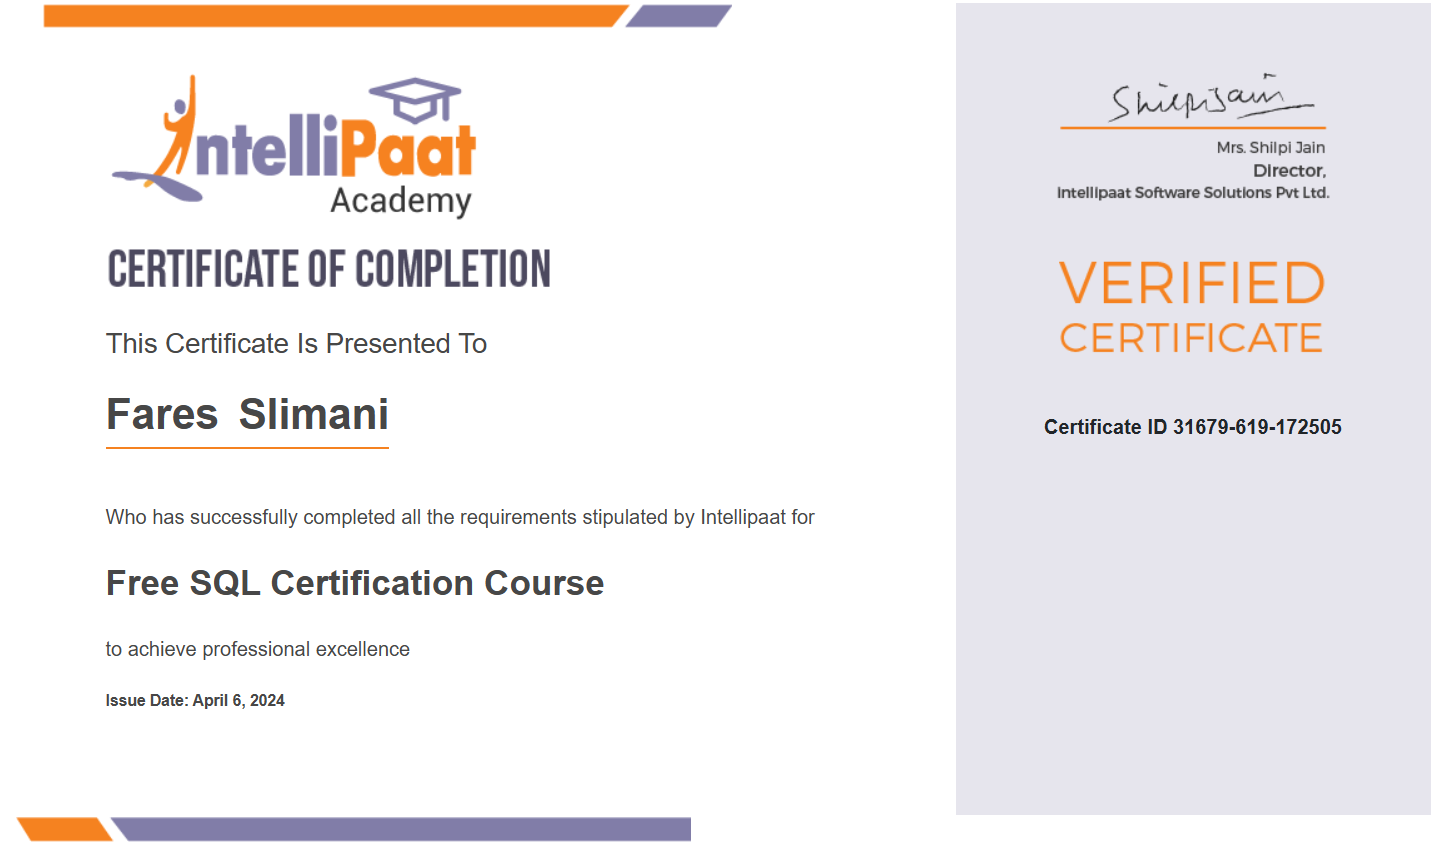 IntelliPaat
Academy
CERTIFICATE OF COMPLETION
This Certificate Is Presented To
Fares Slimani
Who has successfully completed all the requirements stipulated by Intellipaat for
Free SQL Certification Course
to achieve professional excellence
Issue Date: April 6, 2024
Shilpi Jain
Mrs. Shilpi Jain
Director,
Intellipaat Software Solutions Pvt Ltd.
VERIFIED
CERTIFICATE
Certificate ID 31679-619-172505